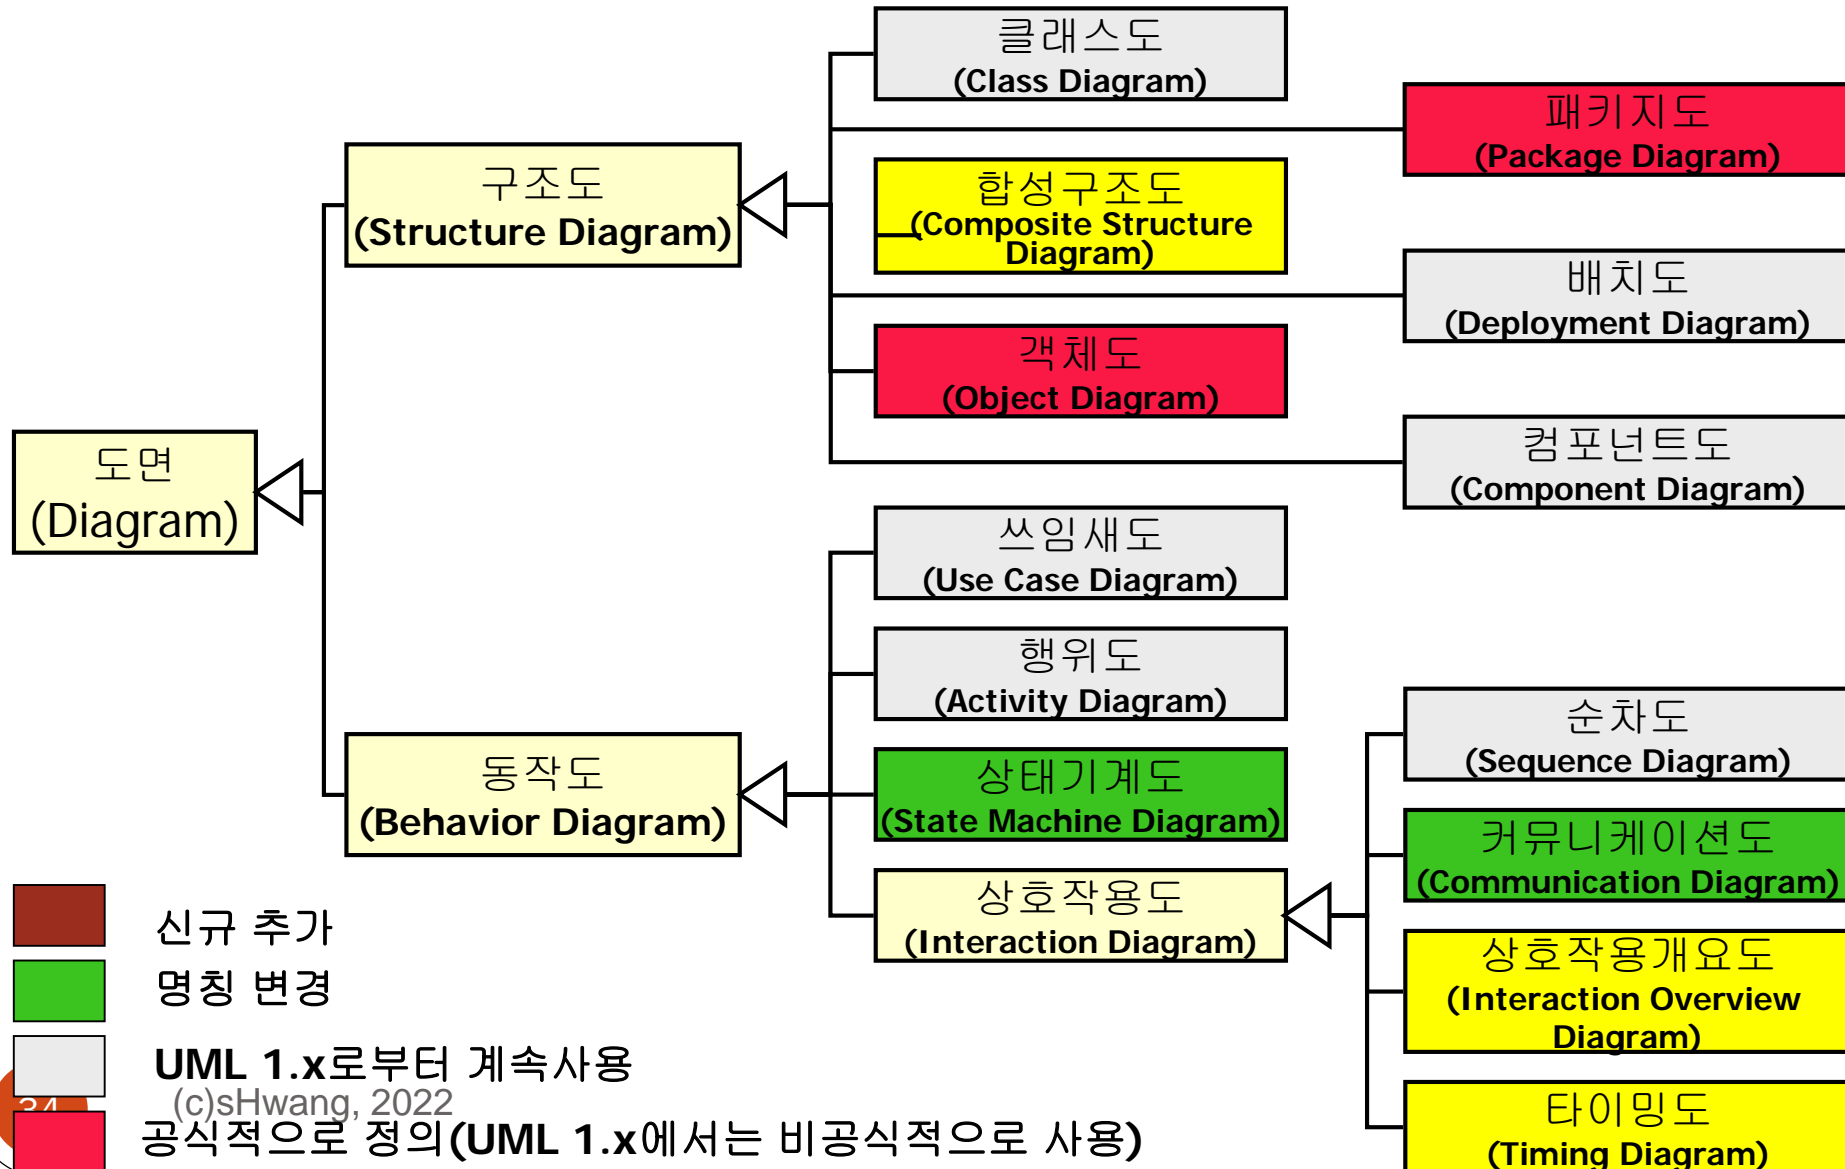 클래스도
(Class Diagram)
패키지도
(Package Diagram)
구조도
(Structure Diagram)
합성구조도
(Composite Structure
Diagram)
배치도
(Deployment Diagram)
객체도
(Object Diagram)
컴포넌트도
(Component Diagram)
도면
(Diagram)
쓰임새도
(Use Case Diagram)
행위도
(Activity Diagram)
순차도
(Sequence Diagram)
동작도
(Behavior Diagram)
상태기계도
(State Machine Diagram)
커뮤니케이션도
(Communication Diagram)
상호작용도
(Interaction Diagram)
상호작용개요도
(Interaction Overview
Diagram)
타이밍도
(Timing Diagram)
신규 추가
명칭 변경
UML 1.x로부터 계속사용
34
(c)sHwang, 2022
공식적으로 정의(UML 1.x에서는 비공식적으로 사용)